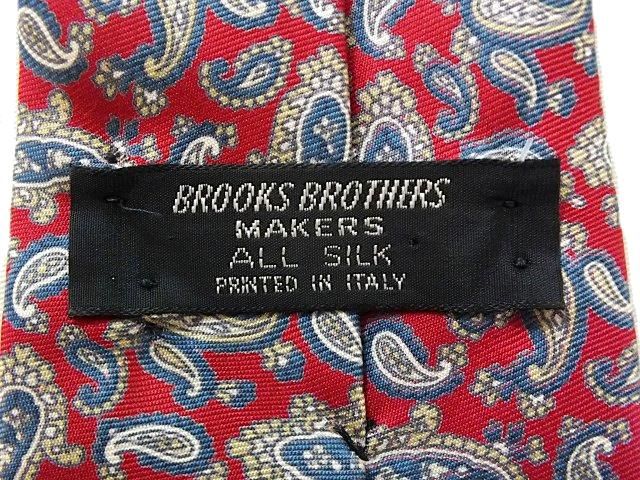 BROOKS BROTHERS
MAKERS
ALL SILK
PRINTED IN ITALY